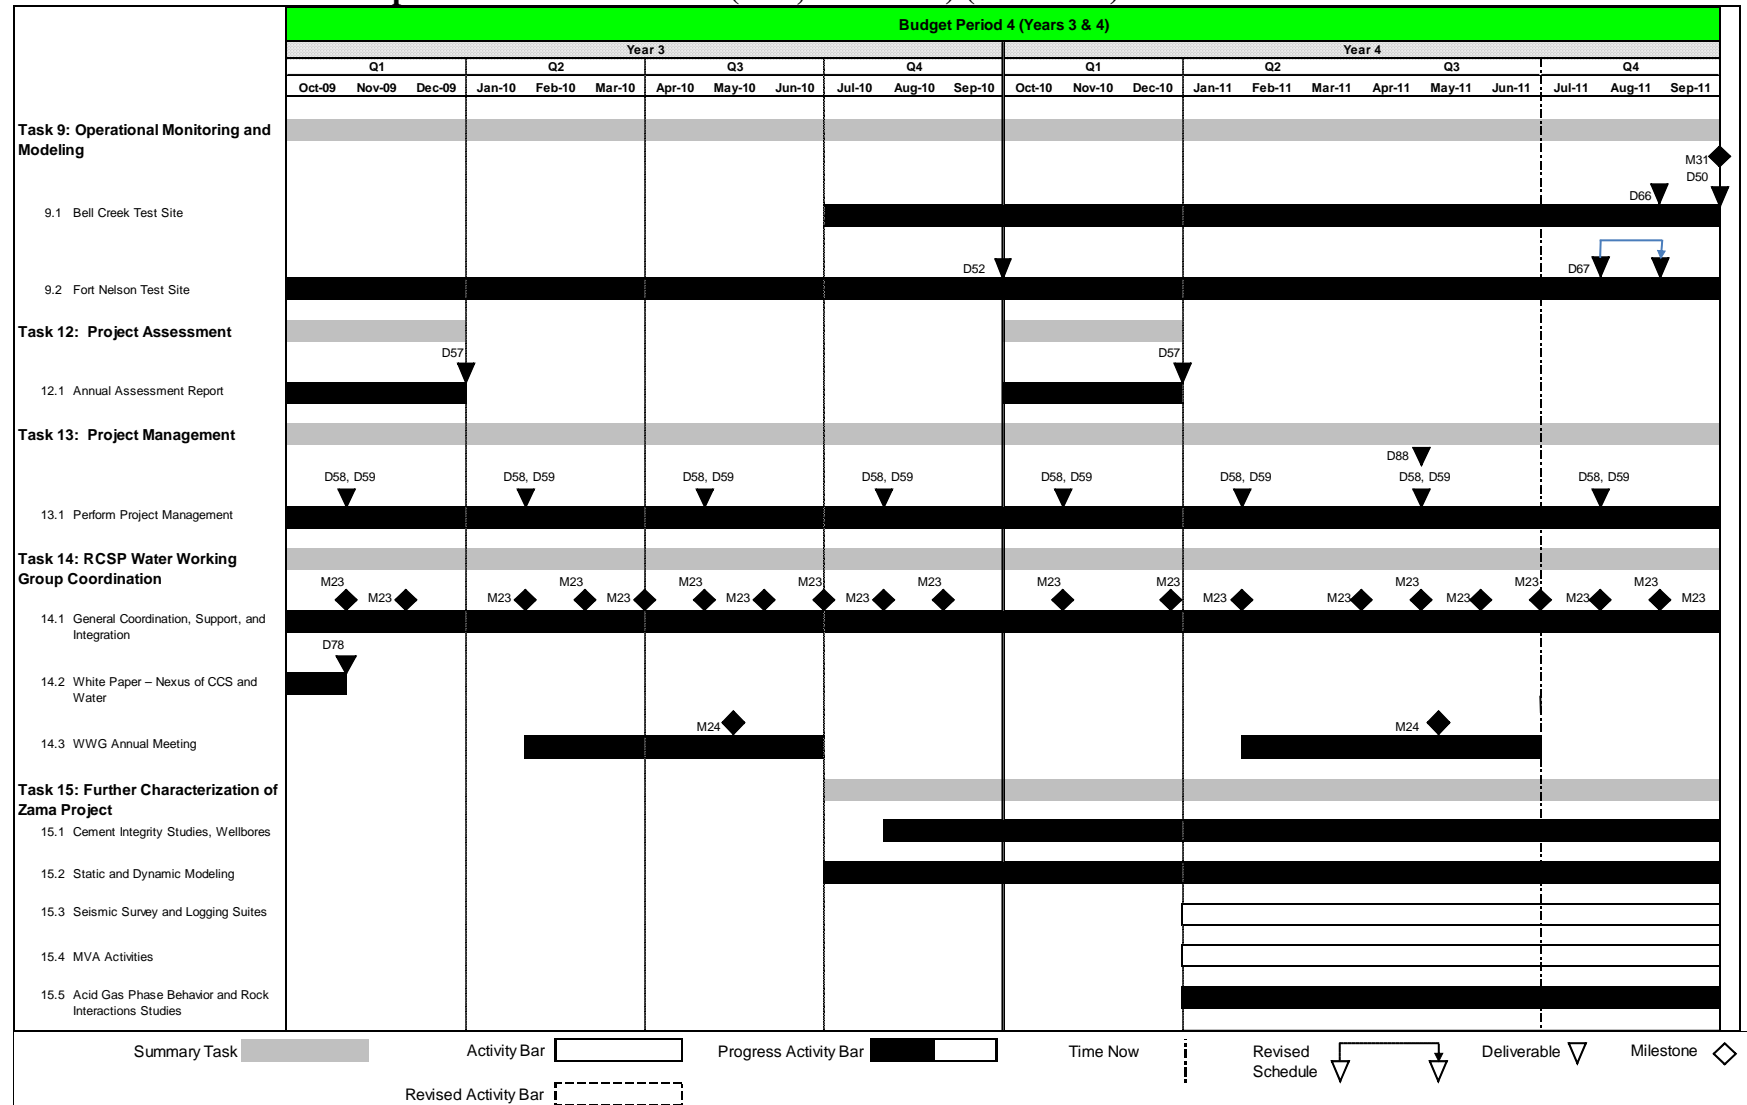 Budget Period 4 (Years 3 & 4)
Year 3 Year 4
Q1 Q2 Q3 Q4 Q1 Q2 Q3 Q4
Oct-09 Nov-09 Dec-09 Jan-10 Feb-10 Mar-10 Apr-10 May-10 Jun-10 Jul-10 Aug-10 Sep-10 Oct-10 Nov-10 Dec-10 Jan-11 Feb-11 Mar-11 Apr-11 May-11 Jun-11 Jul-11 Aug-11 Sep-11
Task 9: Operational Monitoring and
Modeling
M31
D50
D66
9.1 Bell Creek Test Site
D52 D67
9.2 Fort Nelson Test Site
Task 12: Project Assessment
D57 D57
12.1 Annual Assessment Report
Task 13: Project Management
D88
D58, D59 D58, D59 D58, D59 D58, D59 D58, D59 D58, D59 D58, D59 D58, D59
13.1 Perform Project Management
Task 14: RCSP Water Working
Group Coordination
M23 M23 M23 M23 M23 M23 M23 M23 M23 M23
M23 M23 M23 M23 M23 M23 M23 M23 M23 M23
14.1 General Coordination, Support, and
Integration
D78
14.2 White Paper – Nexus of CCS and
Water
M24 M24
14.3 WWG Annual Meeting
Task 15: Further Characterization of
Zama Project
15.1 Cement Integrity Studies, Wellbores
15.2 Static and Dynamic Modeling
15.3 Seismic Survey and Logging Suites
15.4 MVA Activities
15.5 Acid Gas Phase Behavior and Rock
Interactions Studies
Summary Task Activity Bar Progress Activity Bar Time Now Revised Deliverable Milestone
Schedule
Revised Activity Bar